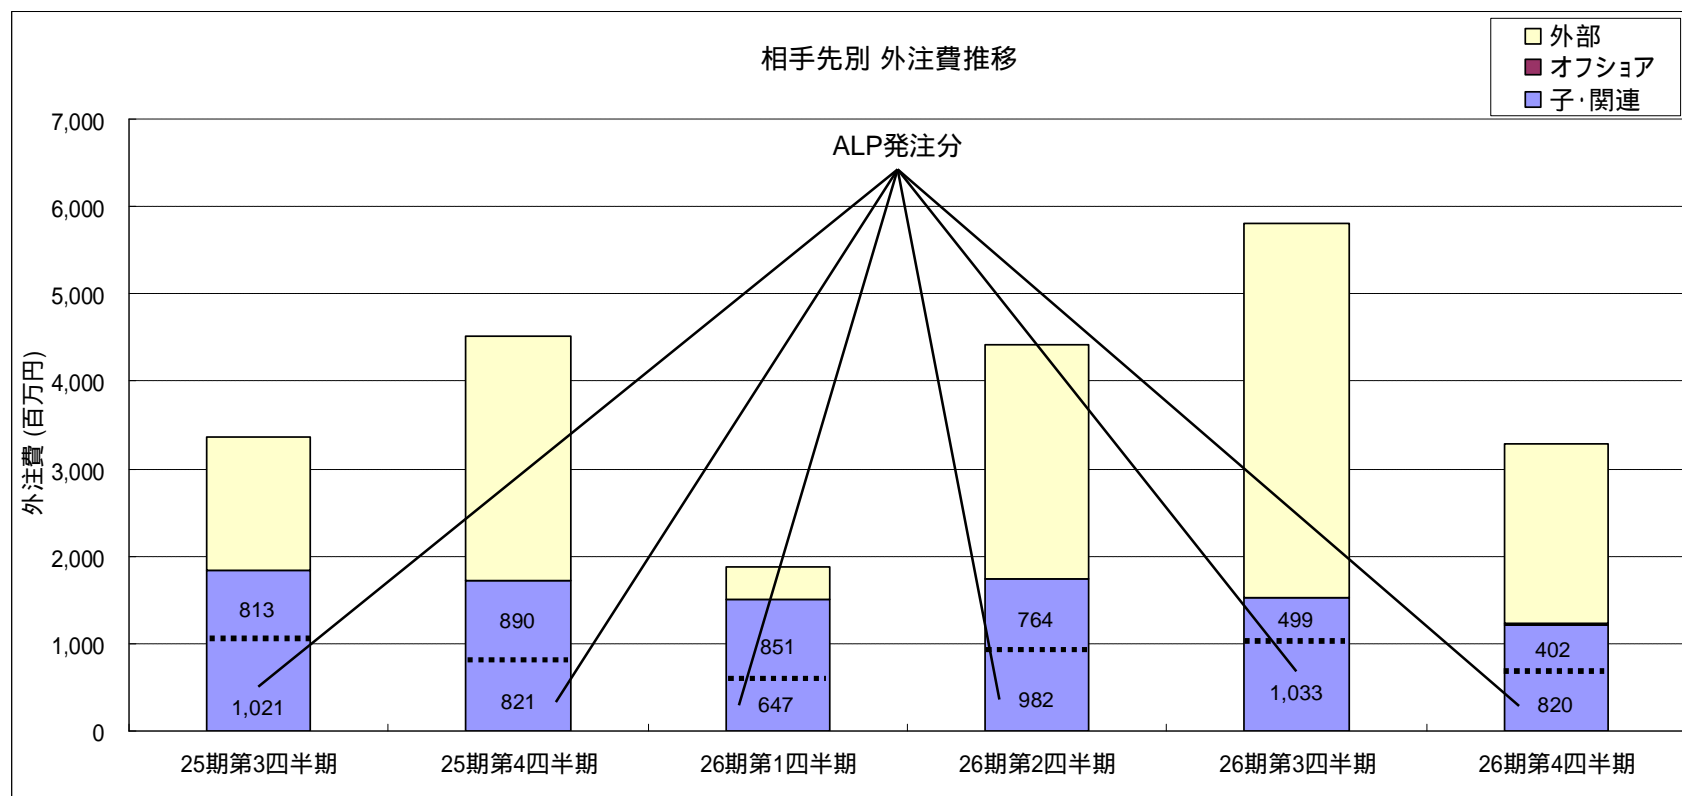 相手先別 外注費推移
外部
オフショア
子・関連
ALP発注分
外注費 (百万円)
7,000
6,000
5,000
4,000
3,000
2,000
1,000
0
813
1,021
890
821
851
647
764
982
499
1,033
402
820
25期第3四半期
25期第4四半期
26期第1四半期
26期第2四半期
26期第3四半期
26期第4四半期